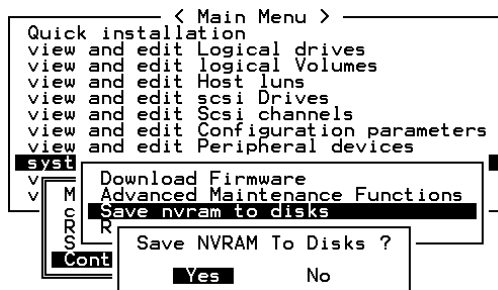 < Main Menu >
Quick installation
view and edit Logical drives
view and edit logical Volumes
view and edit Host luns
view and edit scsi Drives
view and edit Scsi channels
view and edit Configuration parameters
view and edit Peripheral devices
syst
v
Download Firmware
v M Advanced Maintenance Functions
c Save nvram to disks
R R
S Save NVRAM To Disks ?
Cont
Yes No